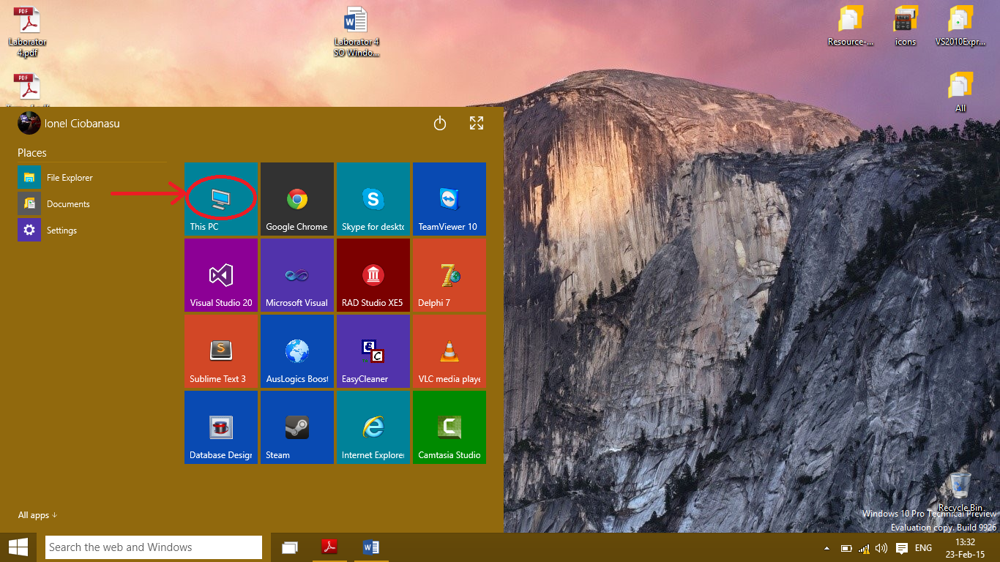 Laborator
4.pdf
Laborator 4
SO Windo...
Resource-...
icons
VS2010Expr...
All
Ionel Ciobanasu
Places
File Explorer
Documents
Settings
This PC
Google Chrome
Skype for deskto
TeamViewer 10
Visual Studio 20
Microsoft Visual
RAD Studio XE5
Delphi 7
Sublime Text 3
AusLogics Boost
EasyCleaner
VLC media playe
Database Design
Steam
Internet Explorer
Camtasia Studio
All apps
Recycle Bin
Windows 10 Pro Technical Preview
Evaluation copy. Build 9926
Search the web and Windows
ENG
13:32
23-Feb-15